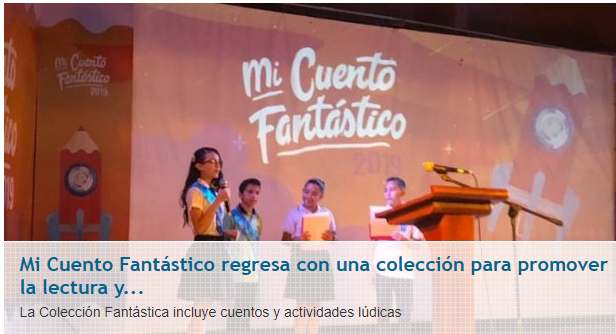 Mi Cuento
Fantástico
2019
mi Cuento
Fantástico
2019
Mi Cuento Fantástico regresa con una colección para promover
la lectura y...
La Colección Fantástica incluye cuentos y actividades lúdicas